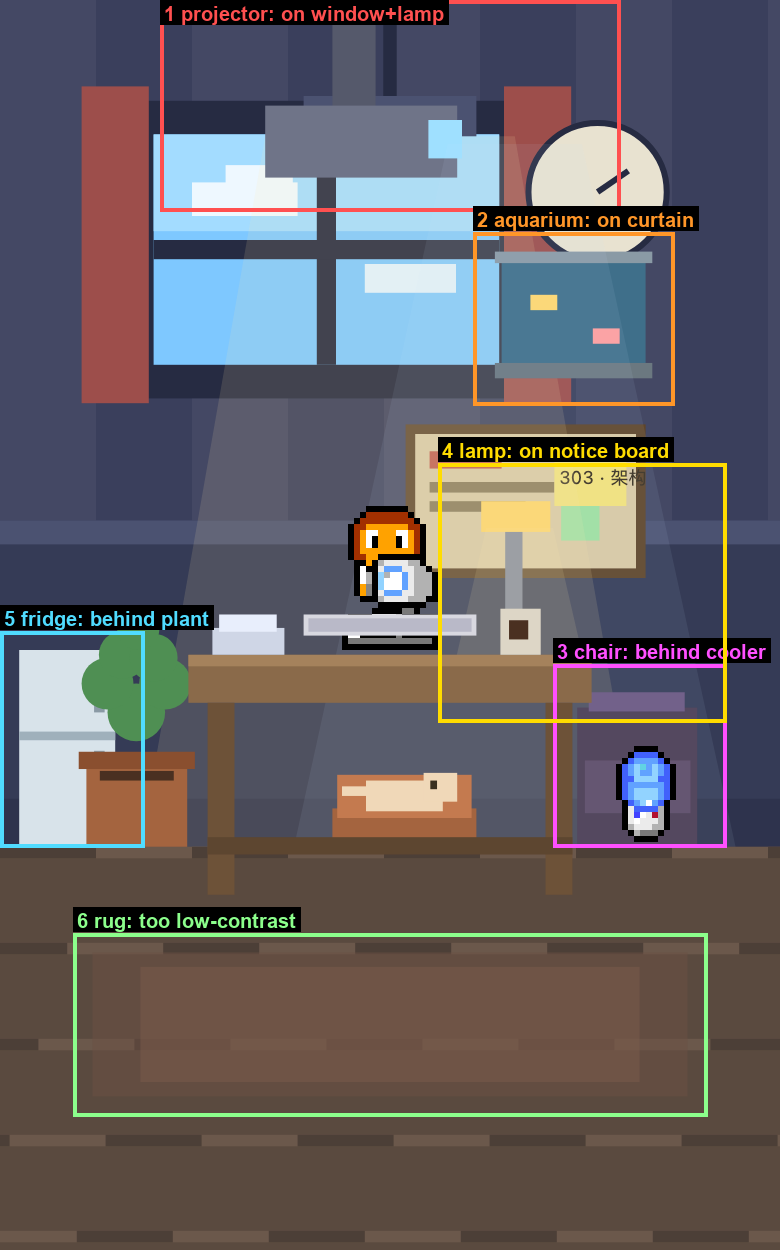 1 projector: on window+lamp
2 aquarium: on curtain
4 lamp: on notice board
303 · 架构
5 fridge: behind plant
3 chair: behind cooler
6 rug: too low-contrast